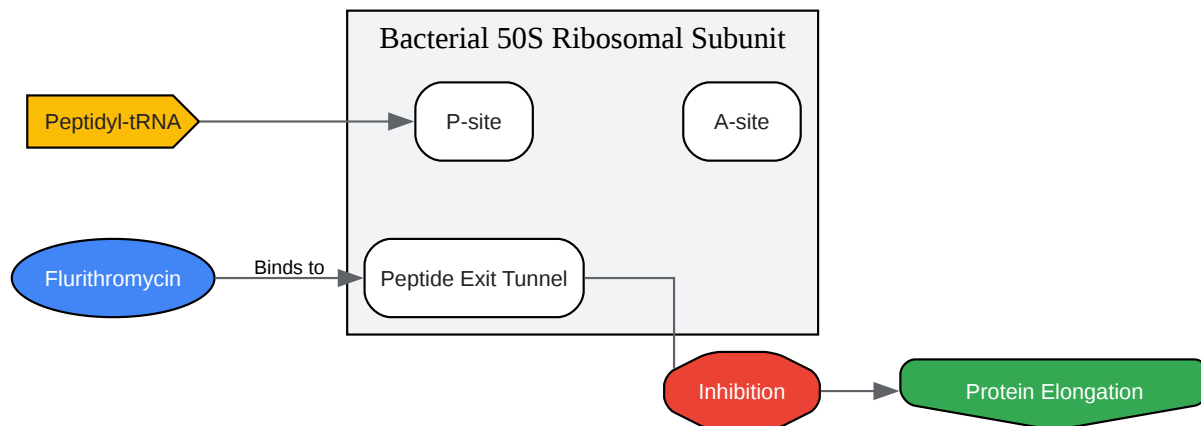 Bacterial 50S Ribosomal Subunit
Peptidyl-tRNA
P-site
A-site
Flurithromycin
Binds to
Peptide Exit Tunnel
Inhibition
Protein Elongation